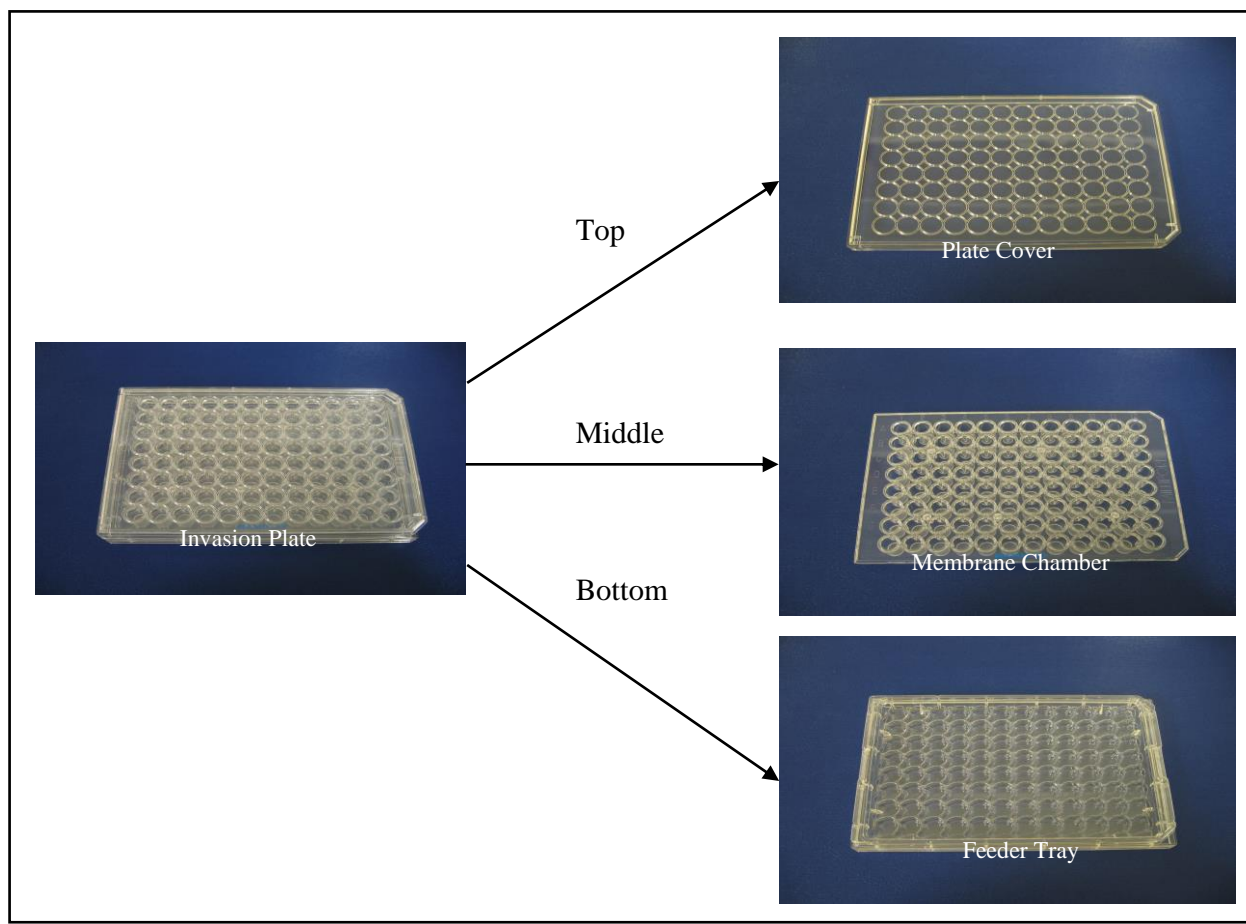 Top
Plate Cover
Invasion Plate
Middle
Membrane Chamber
Bottom
Feeder Tray